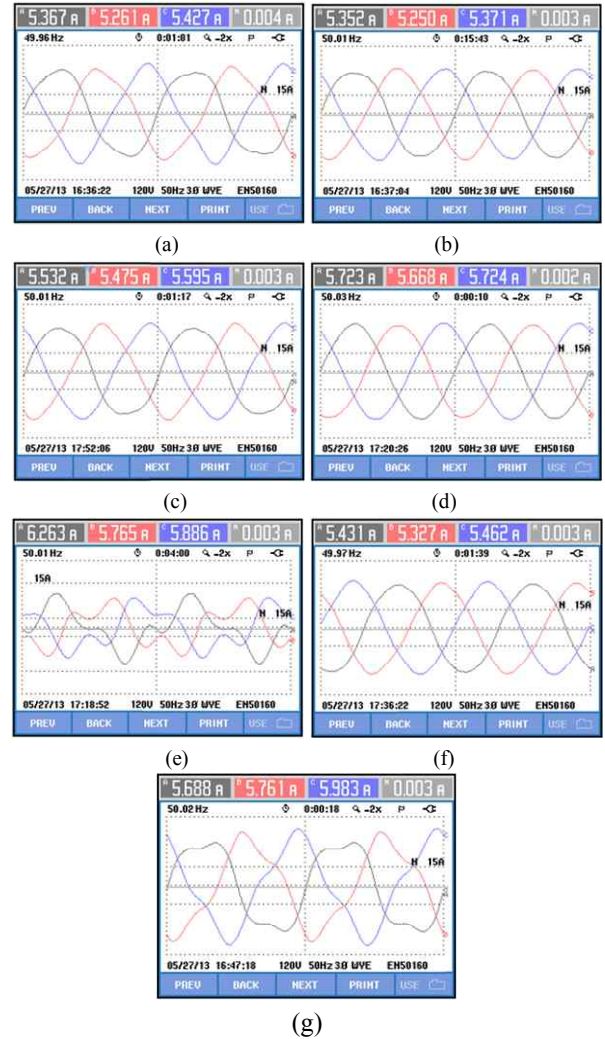 A 5.367 A B 5.261 A C 5.427 A N 0.004 A
49.96 Hz 0:01:01 -2x
N 15A
05/27/13 16:36:22 120V 50Hz 3Ø WYE EN50160
PREV BACK NEXT PRINT USE
(a)
A 5.352 A B 5.250 A C 5.371 A N 0.003 A
50.01 Hz 0:15:43 -2x
N 15A
05/27/13 16:37:04 120V 50Hz 3Ø WYE EN50160
PREV BACK NEXT PRINT USE
(b)
A 5.532 A B 5.475 A C 5.595 A N 0.003 A
50.01 Hz 0:01:17 -2x
N 15A
05/27/13 17:52:06 120V 50Hz 3Ø WYE EN50160
PREV BACK NEXT PRINT USE
(c)
A 5.723 A B 5.668 A C 5.724 A N 0.002 A
50.03 Hz 0:00:10 -2x
N 15A
05/27/13 17:20:26 120V 50Hz 3Ø WYE EN50160
PREV BACK NEXT PRINT USE
(d)
A 6.263 A B 5.765 A C 5.886 A N 0.003 A
50.01 Hz 0:04:00 -2x
15A
N 15A
05/27/13 17:18:52 120V 50Hz 3Ø WYE EN50160
PREV BACK NEXT PRINT USE
(e)
A 5.431 A B 5.327 A C 5.462 A N 0.003 A
49.97 Hz 0:01:39 -2x
N 15A
05/27/13 17:36:22 120V 50Hz 3Ø WYE EN50160
PREV BACK NEXT PRINT USE
(f)
A 5.688 A B 5.761 A C 5.983 A N 0.003 A
50.02 Hz 0:00:18 -2x
N 15A
05/27/13 16:47:18 120V 50Hz 3Ø WYE EN50160
PREV BACK NEXT PRINT USE
(g)